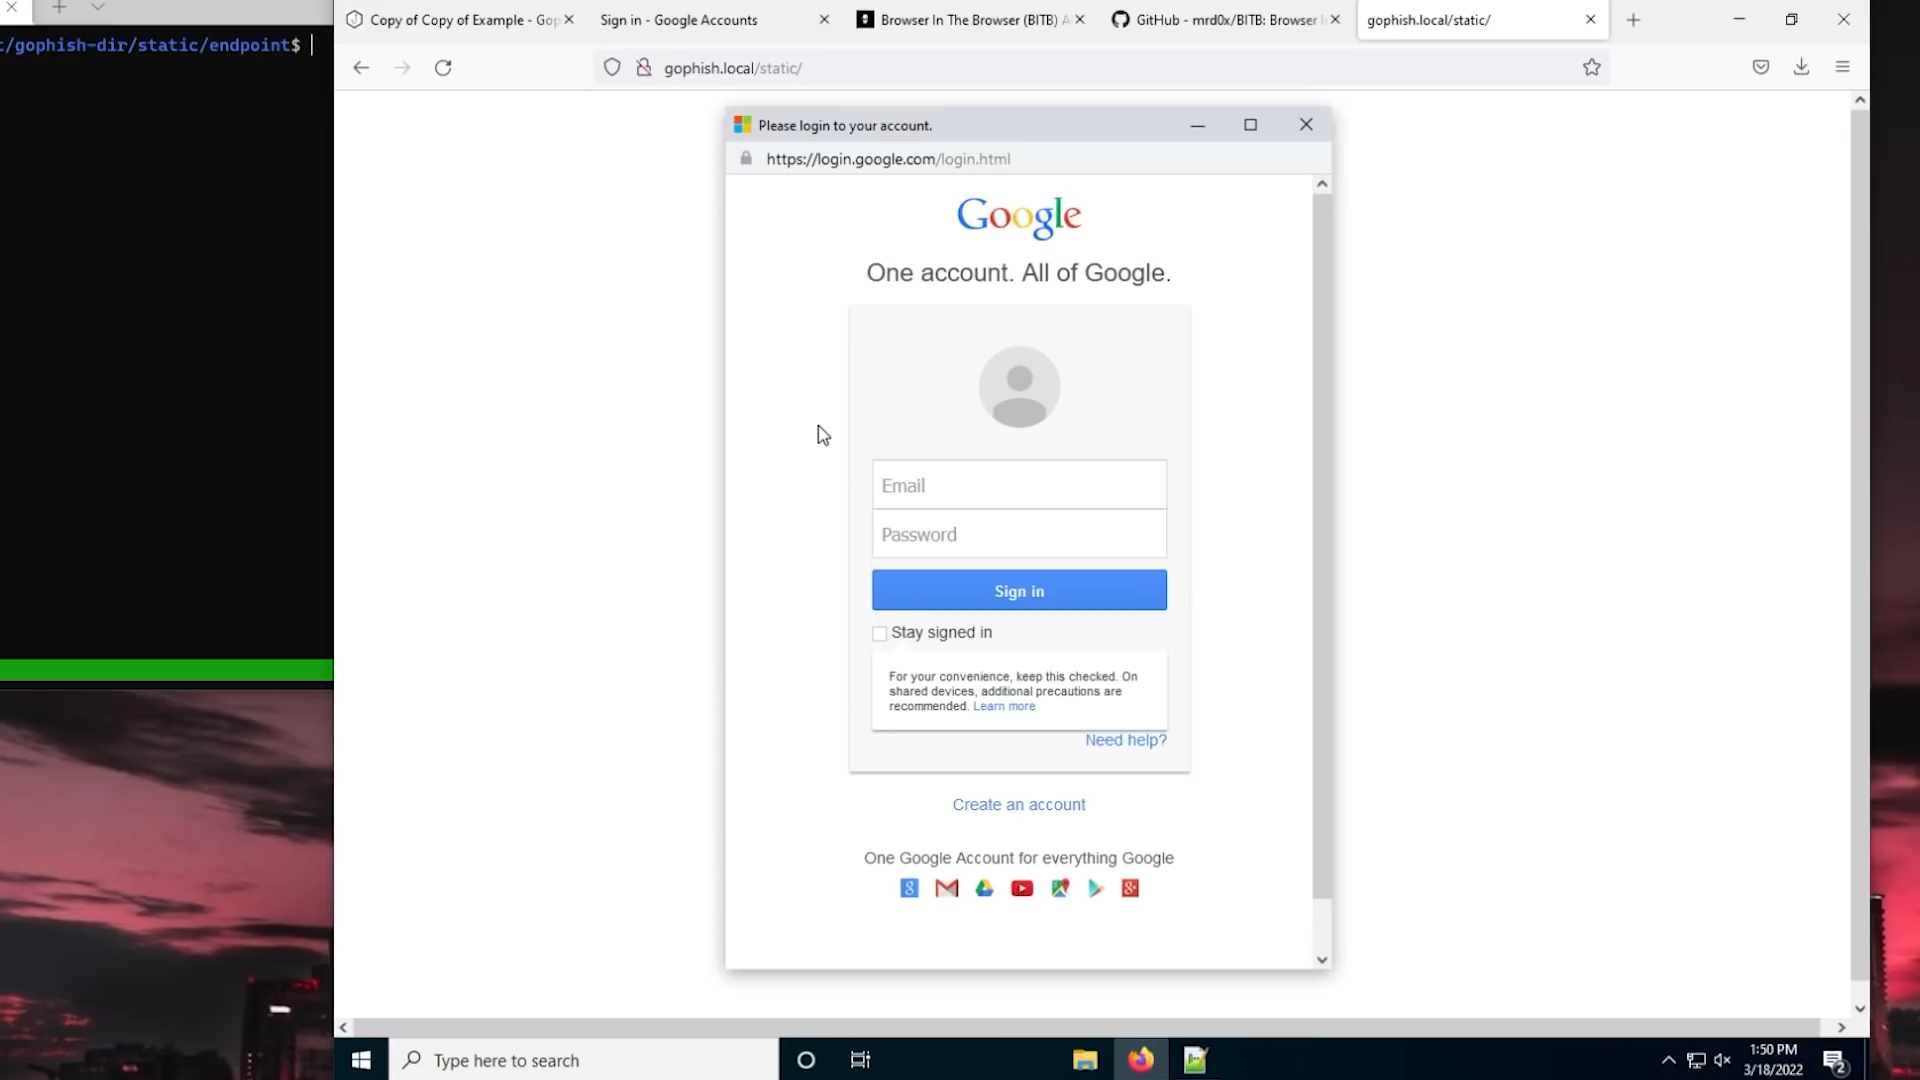 Copy of Copy of Example - Gop
Sign in - Google Accounts
Browser In The Browser (BITB) A
GitHub - mrd0x/BITB: Browser I
gophish.local/static/
:/gophish-dir/static/endpoint$
gophish.local/static/
Please login to your account.
https://login.google.com/login.html
Google
One account. All of Google.
Email
Password
Sign in
Stay signed in
For your convenience, keep this checked. On
shared devices, additional precautions are
recommended. Learn more
Need help?
Create an account
One Google Account for everything Google
Type here to search
1:50 PM
3/18/2022
2